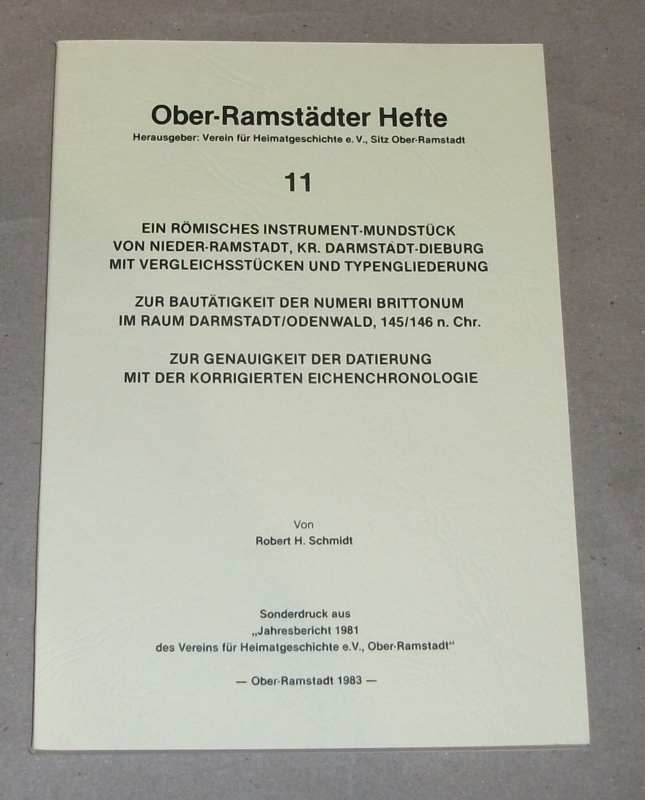 Ober-Ramstädter Hefte
Herausgeber: Verein für Heimatgeschichte e. V., Sitz Ober-Ramstadt
11
EIN RÖMISCHES INSTRUMENT-MUNDSTÜCK
VON NIEDER-RAMSTADT, KR. DARMSTADT-DIEBURG
MIT VERGLEICHSSTÜCKEN UND TYPENGLIEDERUNG
ZUR BAUTÄTIGKEIT DER NUMERI BRITTONUM
IM RAUM DARMSTADT/ODENWALD, 145/146 n. Chr.
ZUR GENAUIGKEIT DER DATIERUNG
MIT DER KORRIGIERTEN EICHENCHRONOLOGIE
Von
Robert H. Schmidt
Sonderdruck aus
„Jahresbericht 1981
des Vereins für Heimatgeschichte e.V., Ober-Ramstadt"
— Ober-Ramstadt 1983 —